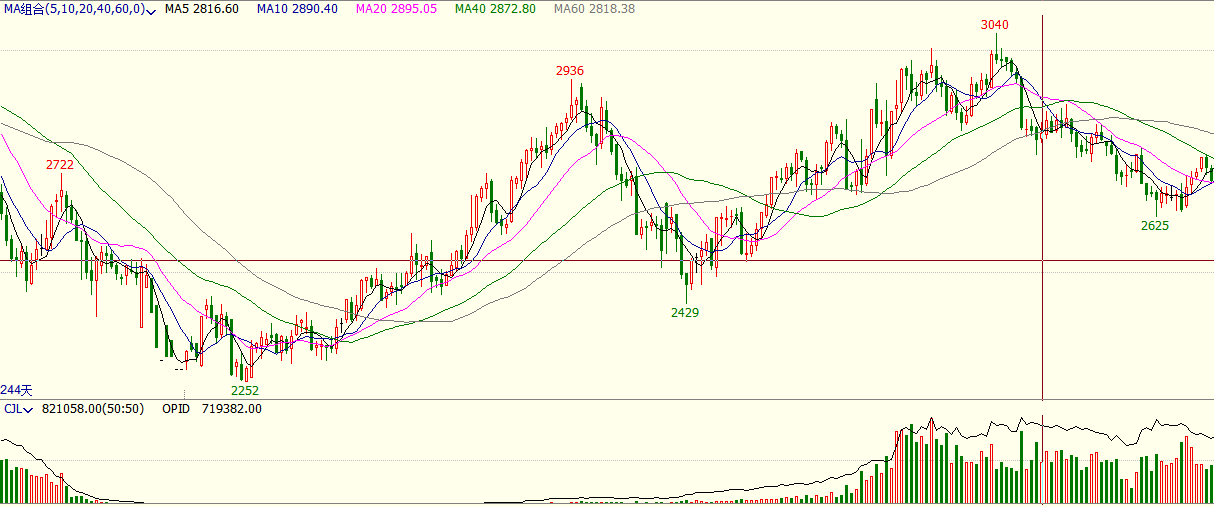 MA组合(5,10,20,40,60,0) MA5 2816.60 MA10 2890.40 MA20 2895.05 MA40 2872.80 MA60 2818.38
3040
2936
2722
2625
2429
2252
244天
CJL 821058.00(50:50) OPID 719382.00